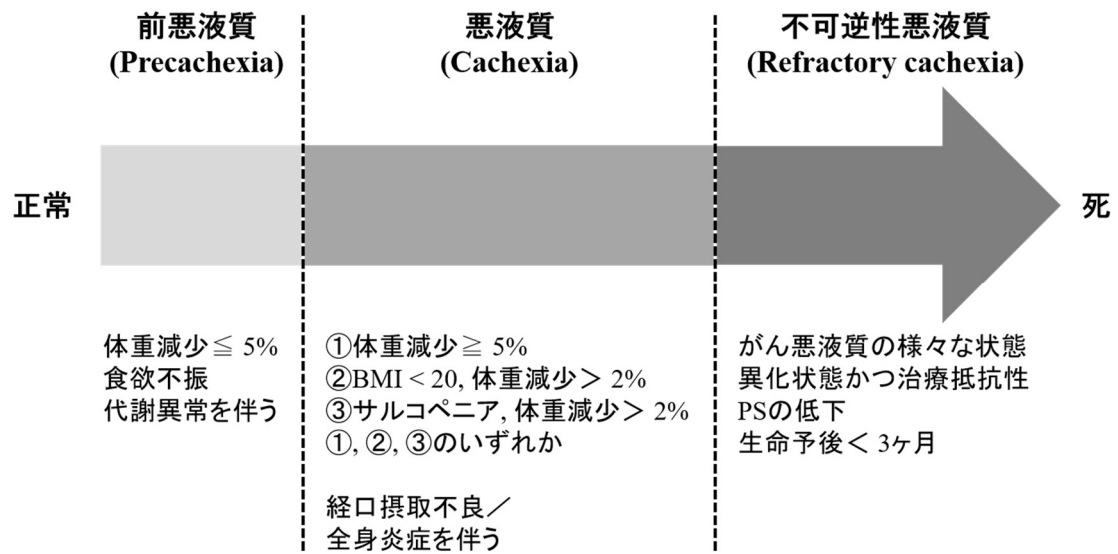 前悪液質
(Precachexia)
悪液質
(Cachexia)
不可逆性悪液質
(Refractory cachexia)
正常
死
体重減少≦ 5%
食欲不振
代謝異常を伴う
①体重減少≧ 5%
②BMI < 20, 体重減少＞ 2%
③サルコペニア, 体重減少＞ 2%
①, ②, ③のいずれか
経口摂取不良／
全身炎症を伴う
がん悪液質の様々な状態
異化状態かつ治療抵抗性
PSの低下
生命予後＜ 3ヶ月